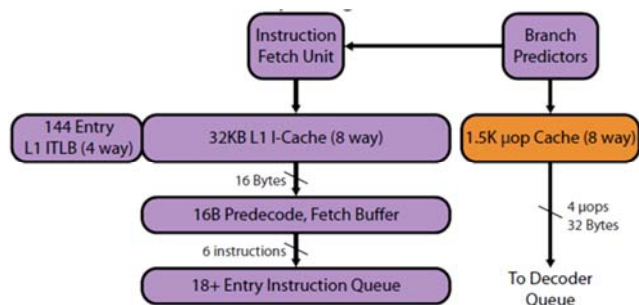 Instruction
Fetch Unit
Branch
Predictors
144 Entry
L1 ITLB (4 way)
32KB L1 I-Cache (8 way)
1.5K µop Cache (8 way)
16 Bytes
16B Predecode, Fetch Buffer
4 µops
32 Bytes
6 instructions
18+ Entry Instruction Queue
To Decoder
Queue